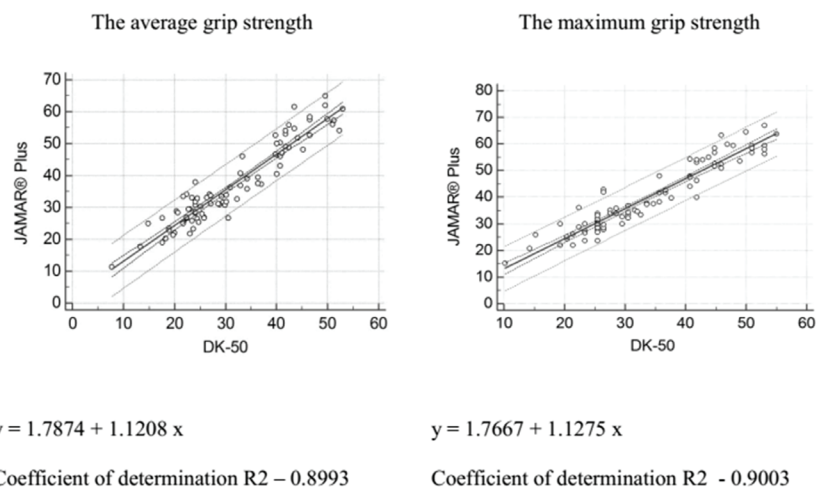 The average grip strength
70
60
50
40
30
20
10
0
JAMAR® Plus
0 10 20 30 40 50 60
DK-50
= 1.7874 + 1.1208 x
Coefficient of determination R2 – 0.8993
The maximum grip strength
80
70
60
50
40
30
20
10
0
JAMAR® Plus
10 20 30 40 50 60
DK-50
y = 1.7667 + 1.1275 x
Coefficient of determination R2 - 0.9003